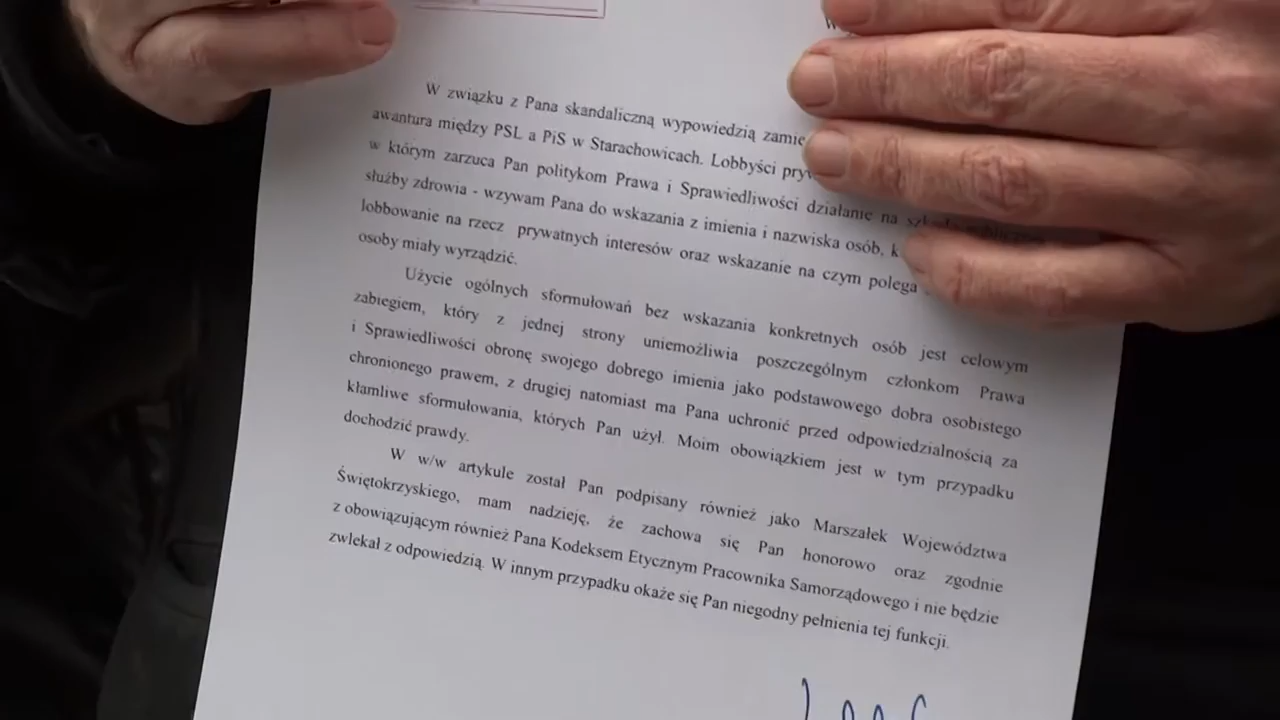 W związku z Pana skandaliczną wypowiedzią
awantura między PSL a PiS w Starachowicach. Lobbyści
w którym zarzuca Pan politykom Prawa i Sprawiedliwości działanie na
służby zdrowia - wzywam Pana do wskazania z imienia i nazwiska osób,
lobbowanie na rzecz prywatnych interesów oraz wskazanie na czym polega
osoby miały wyrządzić.
Użycie ogólnych sformułowań bez wskazania konkretnych osób jest celowym
zabiegiem, który z jednej strony uniemożliwia poszczególnym członkom Prawa
i Sprawiedliwości obronę swojego dobrego imienia jako podstawowego dobra osobistego
chronionego prawem, z drugiej natomiast ma Pana uchronić przed odpowiedzialnością za
kłamliwe sformułowania, których Pan użył. Moim obowiązkiem jest w tym przypadku
dochodzić prawdy.
W w/w artykule został Pan podpisany również jako Marszałek Województwa
Świętokrzyskiego, mam nadzieję, że zachowa się Pan honorowo oraz zgodnie
z obowiązującym również Pana Kodeksem Etycznym Pracownika Samorządowego i nie będzie
zwlekał z odpowiedzią. W innym przypadku okaże się Pan niegodny pełnienia tej funkcji.